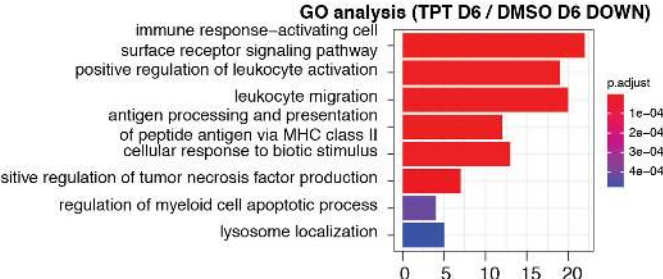 GO analysis (TPT D6 / DMSO D6 DOWN)
immune response−activating cell
surface receptor signaling pathway
positive regulation of leukocyte activation
leukocyte migration
antigen processing and presentation
of peptide antigen via MHC class II
cellular response to biotic stimulus
sitive regulation of tumor necrosis factor production
regulation of myeloid cell apoptotic process
lysosome localization
0 5 10 15 20
p.adjust
1e−04
2e−04
3e−04
4e−04